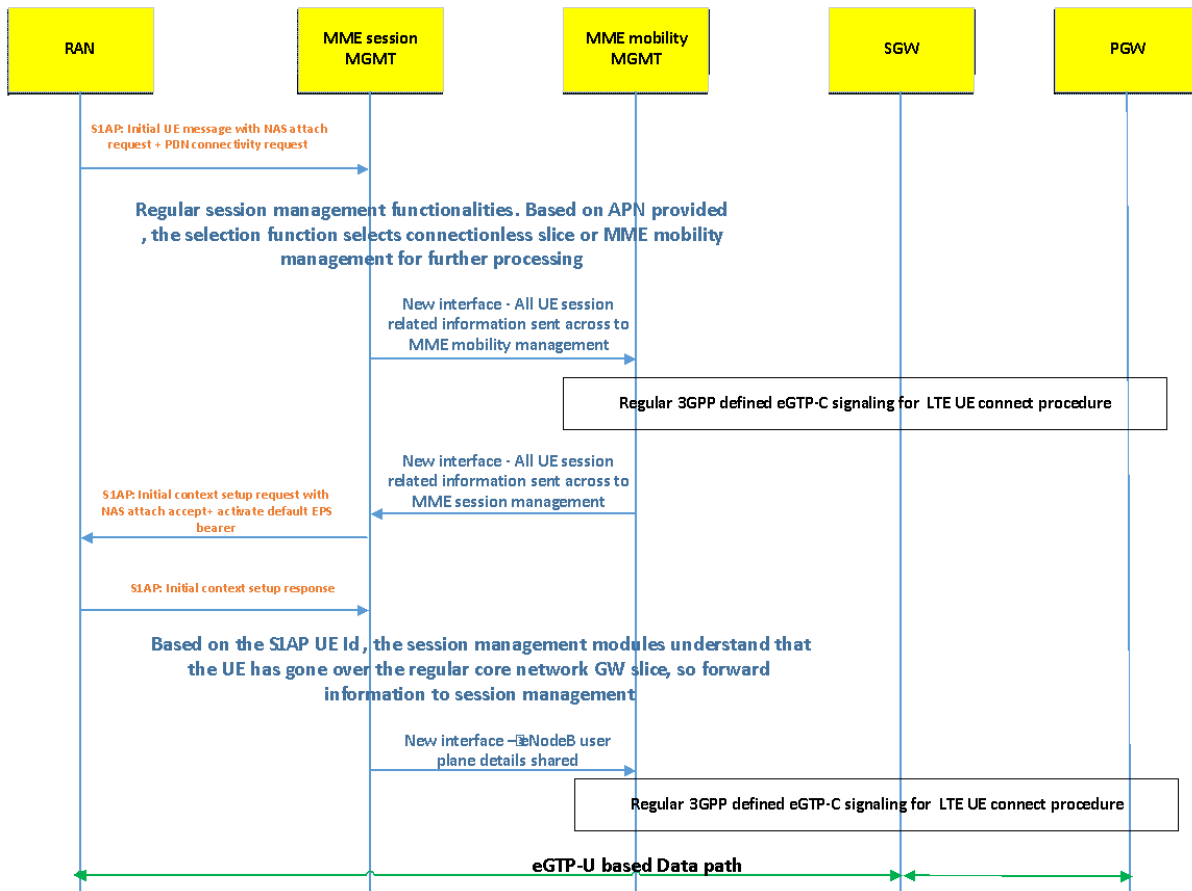 RAN
MME session
MGMT
MME mobility
MGMT
SGW
PGW
S1AP: Initial UE message with NAS attach
request + PDN connectivity request
Regular session management functionalities. Based on APN provided
, the selection function selects connectionless slice or MME mobility
management for further processing
New interface - All UE session
related information sent across to
MME mobility management
Regular 3GPP defined eGTP-C signaling for LTE UE connect procedure
New interface - All UE session
related information sent across to
MME session management
S1AP: Initial context setup request with
NAS attach accept+ activate default EPS
bearer
S1AP: Initial context setup response
Based on the S1AP UE Id, the session management modules understand that
the UE has gone over the regular core network GW slice, so forward
information to session management
New interface – eNodeB user
plane details shared
Regular 3GPP defined eGTP-C signaling for LTE UE connect procedure
eGTP-U based Data path